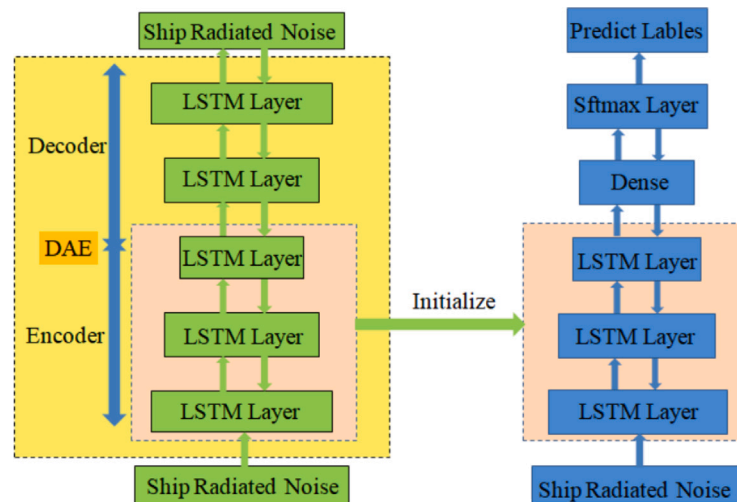 Ship Radiated Noise
LSTM Layer
Decoder
LSTM Layer
DAE
LSTM Layer
LSTM Layer
Encoder
LSTM Layer
Ship Radiated Noise
Initialize
Predict Lables
Sftmax Layer
Dense
LSTM Layer
LSTM Layer
LSTM Layer
Ship Radiated Noise